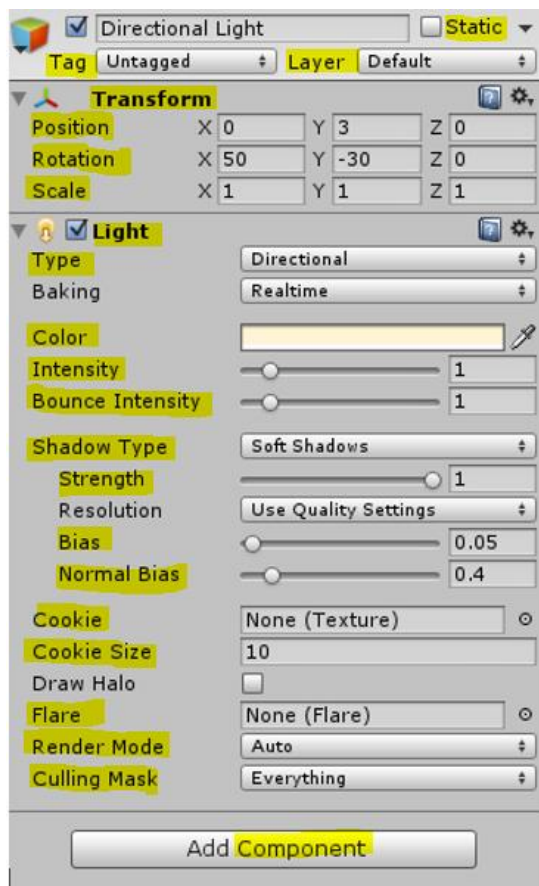 Directional Light Static
Tag Untagged Layer Default
Transform
Position X 0 Y 3 Z 0
Rotation X 50 Y -30 Z 0
Scale X 1 Y 1 Z 1
Light
Type Directional
Baking Realtime
Color
Intensity 1
Bounce Intensity 1
Shadow Type Soft Shadows
Strength 1
Resolution Use Quality Settings
Bias 0.05
Normal Bias 0.4
Cookie None (Texture)
Cookie Size 10
Draw Halo
Flare None (Flare)
Render Mode Auto
Culling Mask Everything
Add Component